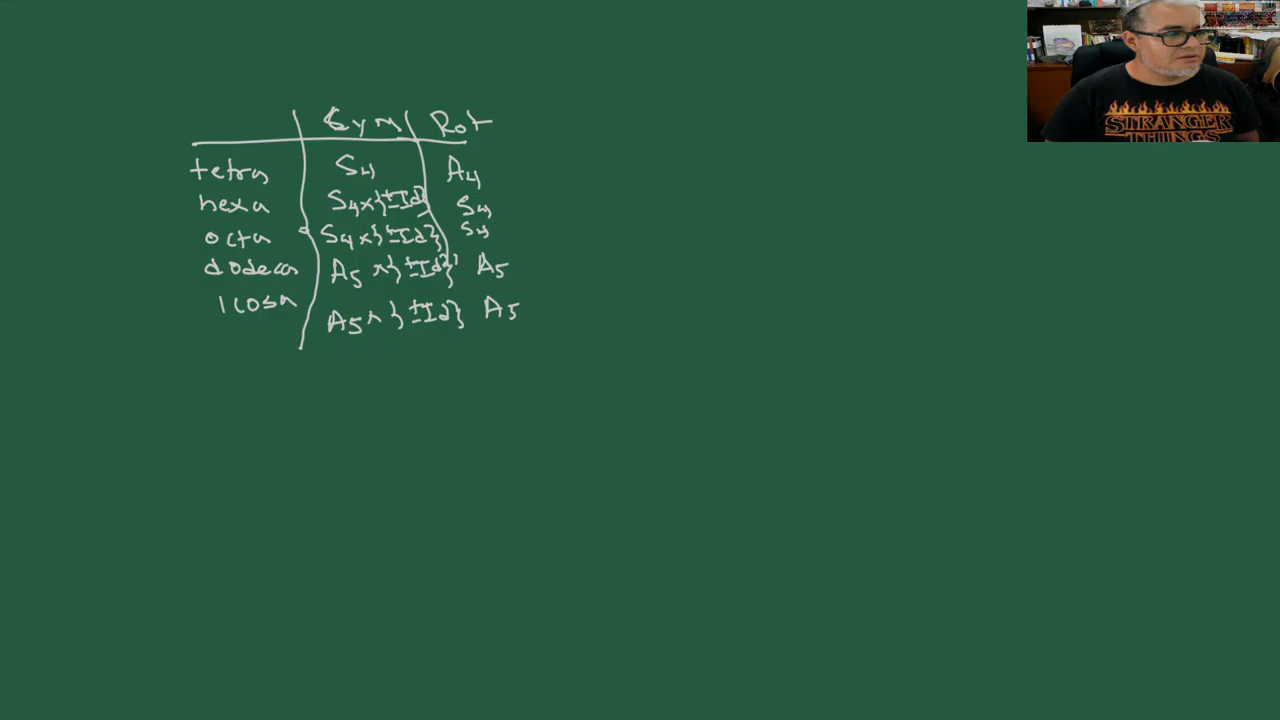 Sym Rot
tetra S4 A4
hexa S4 x {±Id} S4
octa S4 x {±Id} S4
dodeca A5 x {±Id} A5
Icosa A5 x {±Id} A5
STRANGER
THINGS